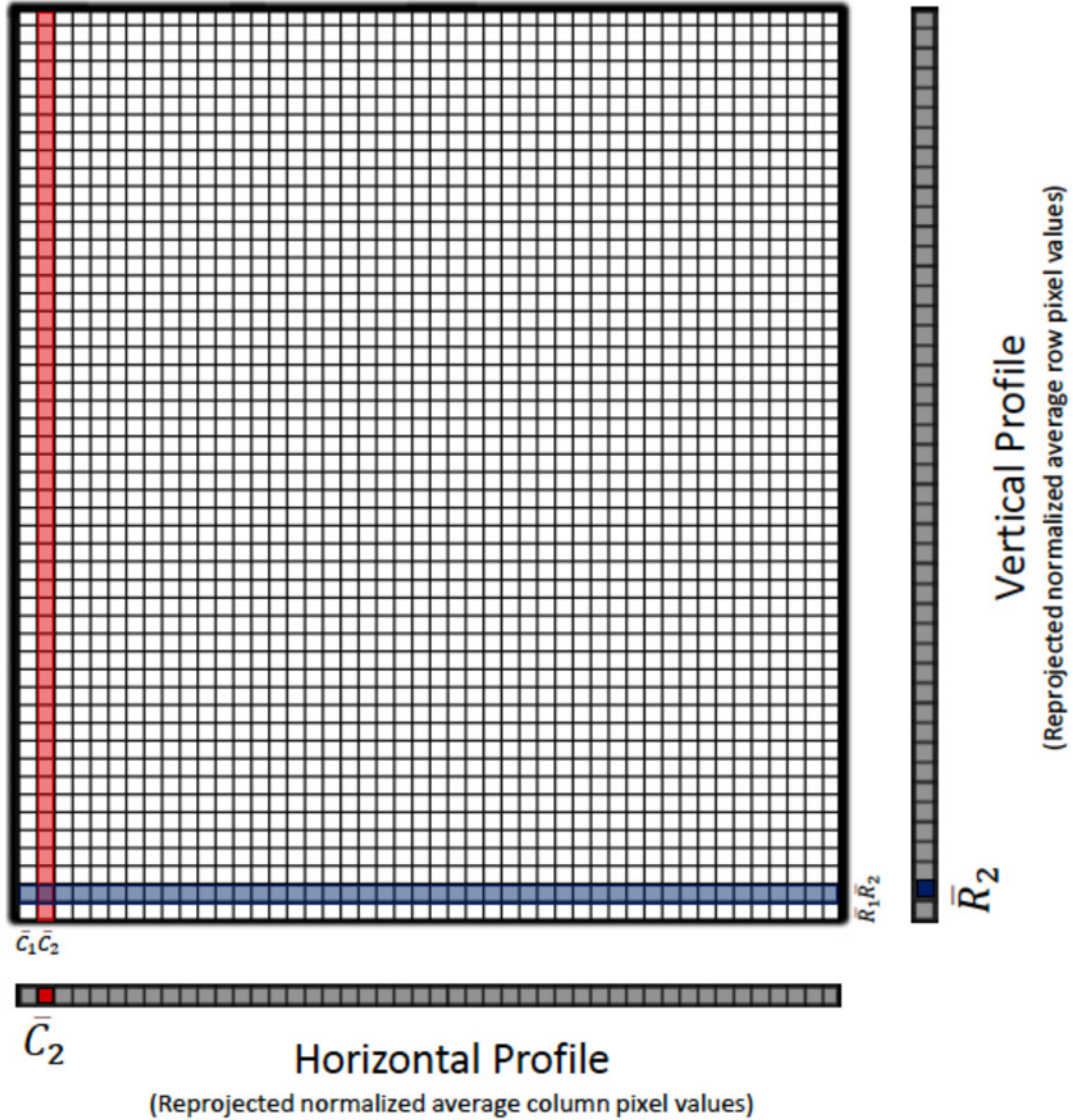 C̄₁C̄₂
R̄₁R̄₂
C̄₂
Horizontal Profile
(Reprojected normalized average column pixel values)
R̄₂
Vertical Profile
(Reprojected normalized average row pixel values)